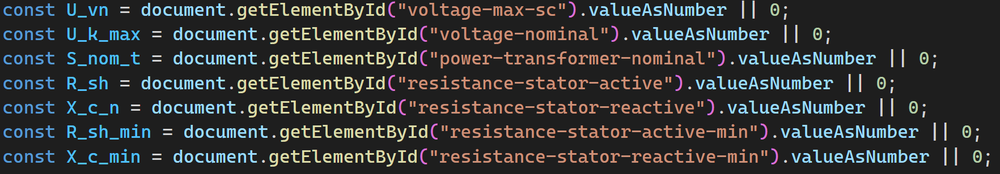 const U_vn = document.getElementById("voltage-max-sc").valueAsNumber || 0;
const U_k_max = document.getElementById("voltage-nominal").valueAsNumber || 0;
const S_nom_t = document.getElementById("power-transformer-nominal").valueAsNumber || 0;
const R_sh = document.getElementById("resistance-stator-active").valueAsNumber || 0;
const X_c_n = document.getElementById("resistance-stator-reactive").valueAsNumber || 0;
const R_sh_min = document.getElementById("resistance-stator-active-min").valueAsNumber || 0;
const X_c_min = document.getElementById("resistance-stator-reactive-min").valueAsNumber || 0;